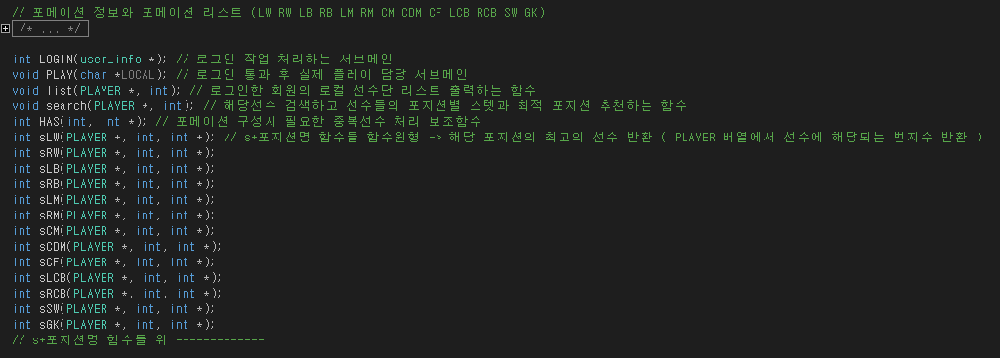 // 포메이션 정보와 포메이션 리스트 (LW RW LB RB LM RM CM CDM CF LCB RCB SW GK)
/* ... */
int LOGIN(user_info *); // 로그인 작업 처리하는 서브메인
void PLAY(char *LOCAL); // 로그인 통과 후 실제 플레이 담당 서브메인
void list(PLAYER *, int); // 로그인한 회원의 로컬 선수단 리스트 출력하는 함수
void search(PLAYER *, int); // 해당선수 검색하고 선수들의 포지션별 스텟과 최적 포지션 추천하는 함수
int HAS(int, int *); // 포메이션 구성시 필요한 중복선수 처리 보조함수
int sLW(PLAYER *, int, int *); // s+포지션명 함수들 함수원형 -> 해당 포지션의 최고의 선수 반환 ( PLAYER 배열에서 선수에 해당되는 번지수 반환 )
int sRW(PLAYER *, int, int *);
int sLB(PLAYER *, int, int *);
int sRB(PLAYER *, int, int *);
int sLM(PLAYER *, int, int *);
int sRM(PLAYER *, int, int *);
int sCM(PLAYER *, int, int *);
int sCDM(PLAYER *, int, int *);
int sCF(PLAYER *, int, int *);
int sLCB(PLAYER *, int, int *);
int sRCB(PLAYER *, int, int *);
int sSW(PLAYER *, int, int *);
int sGK(PLAYER *, int, int *);
// s+포지션명 함수들 위 -------------